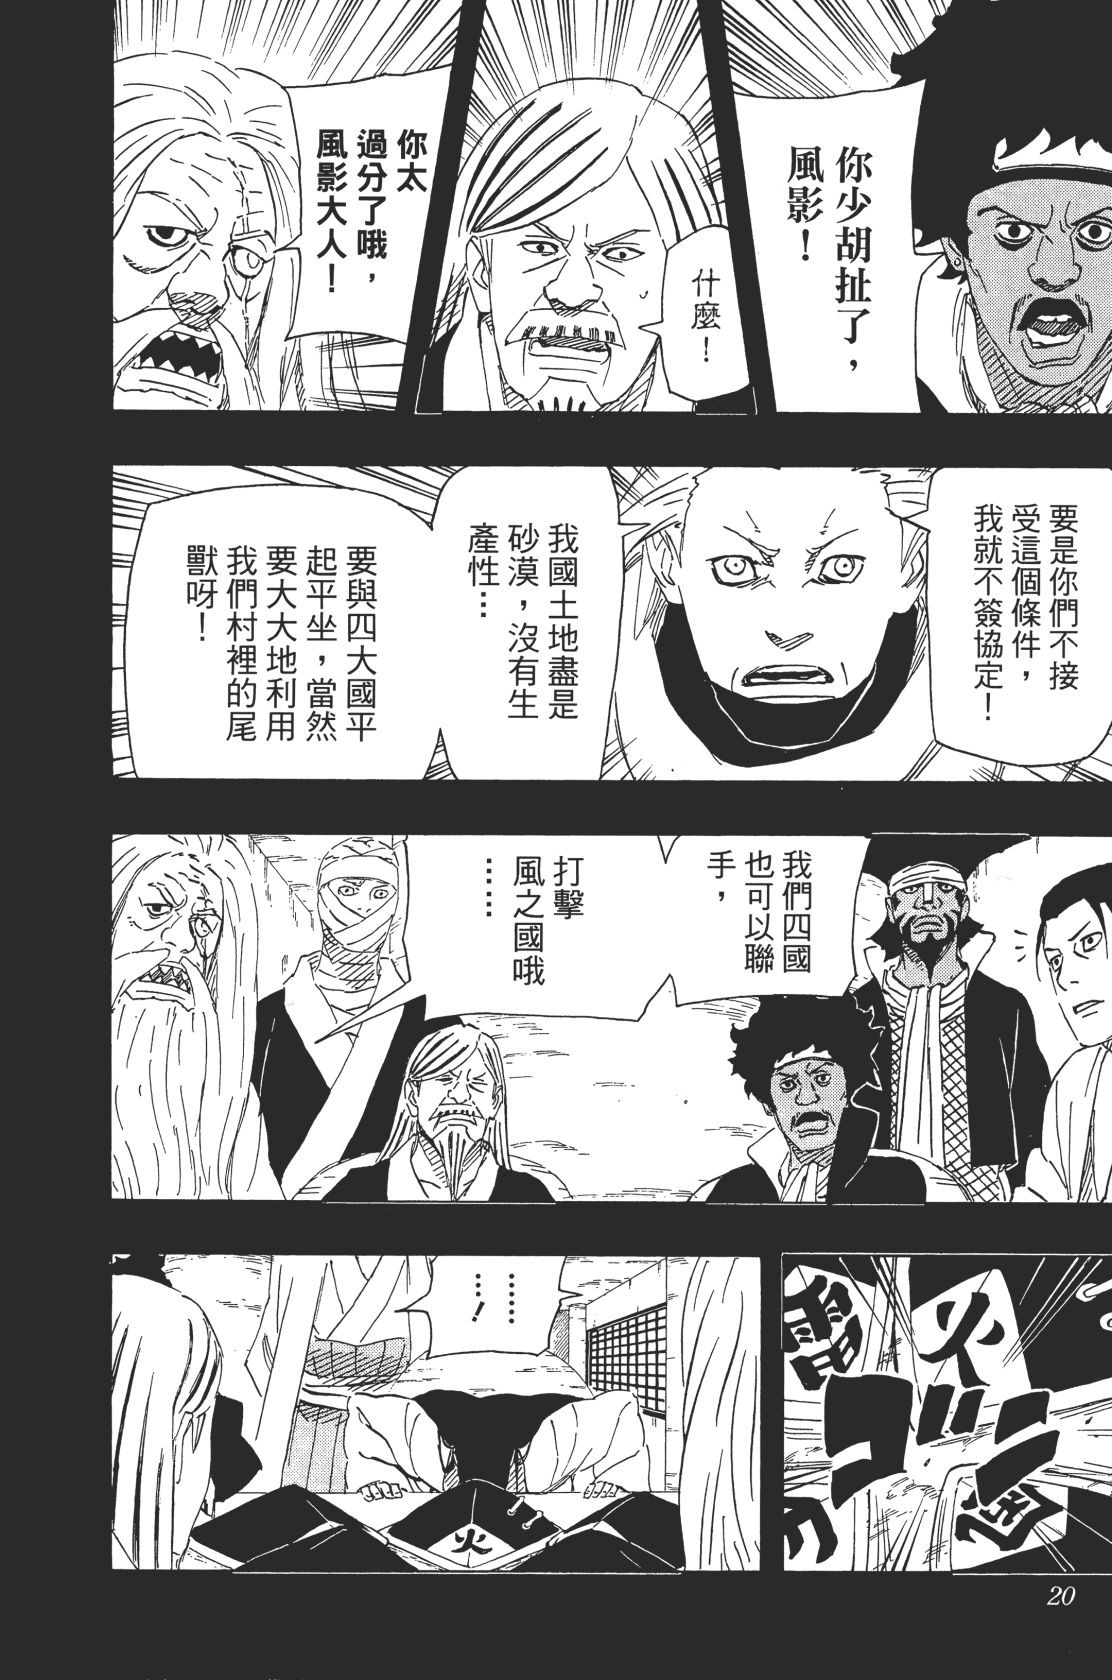 你少胡扯了，
風影！
什麼！
你太
過分了哦，
風影大人！
要是你們不接
受這個條件，
我就不簽協定！
我國土地盡是
砂漠，沒有生
產性…
要與四大國平
起平坐，當然
要大大地利用
我們村裡的尾
獸呀！
我們四國
也可以聯
手，
打擊
風之國哦
……
火
雷
ゴッ
……
…！
火
20